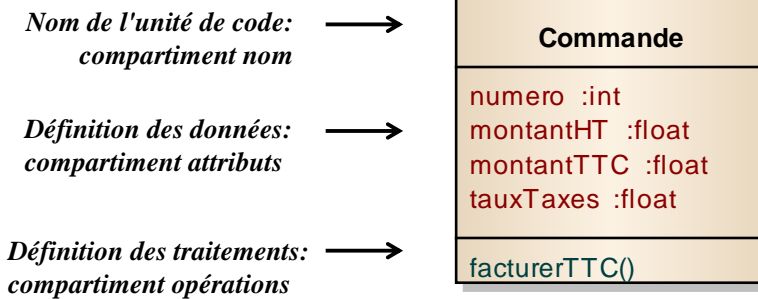 Nom de l'unité de code:
compartiment nom
Commande
Définition des données:
compartiment attributs
numero :int
montantHT :float
montantTTC :float
tauxTaxes :float
Définition des traitements:
compartiment opérations
facturerTTC()